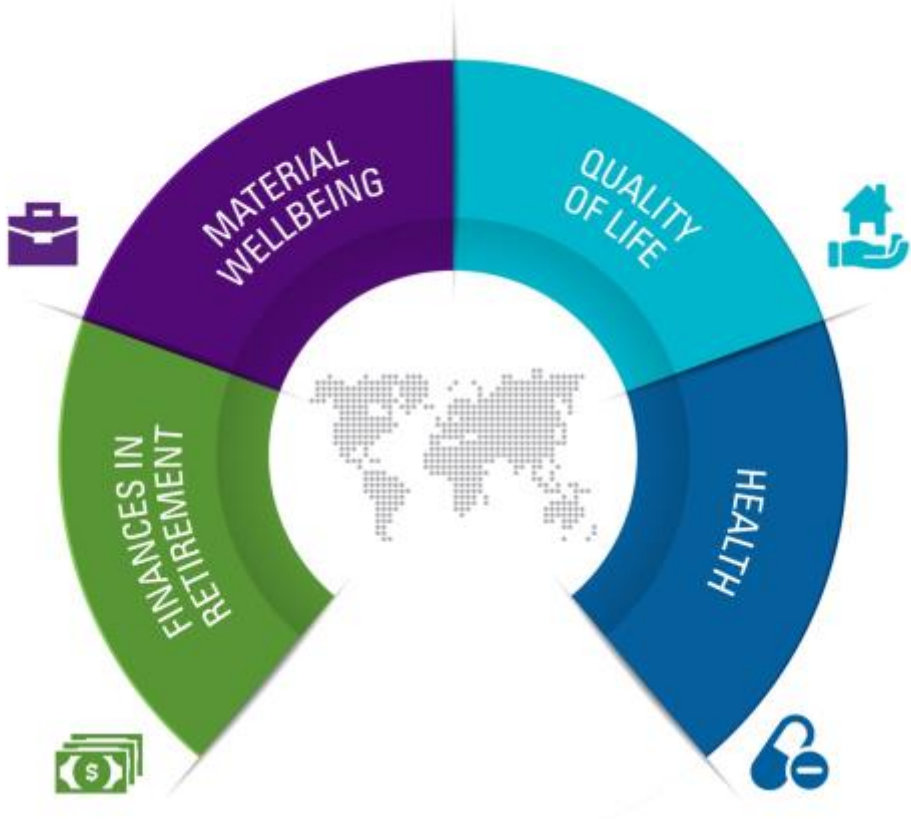 MATERIAL
WELLBEING
QUALITY
OF LIFE
FINANCES IN
RETIREMENT
HEALTH
$